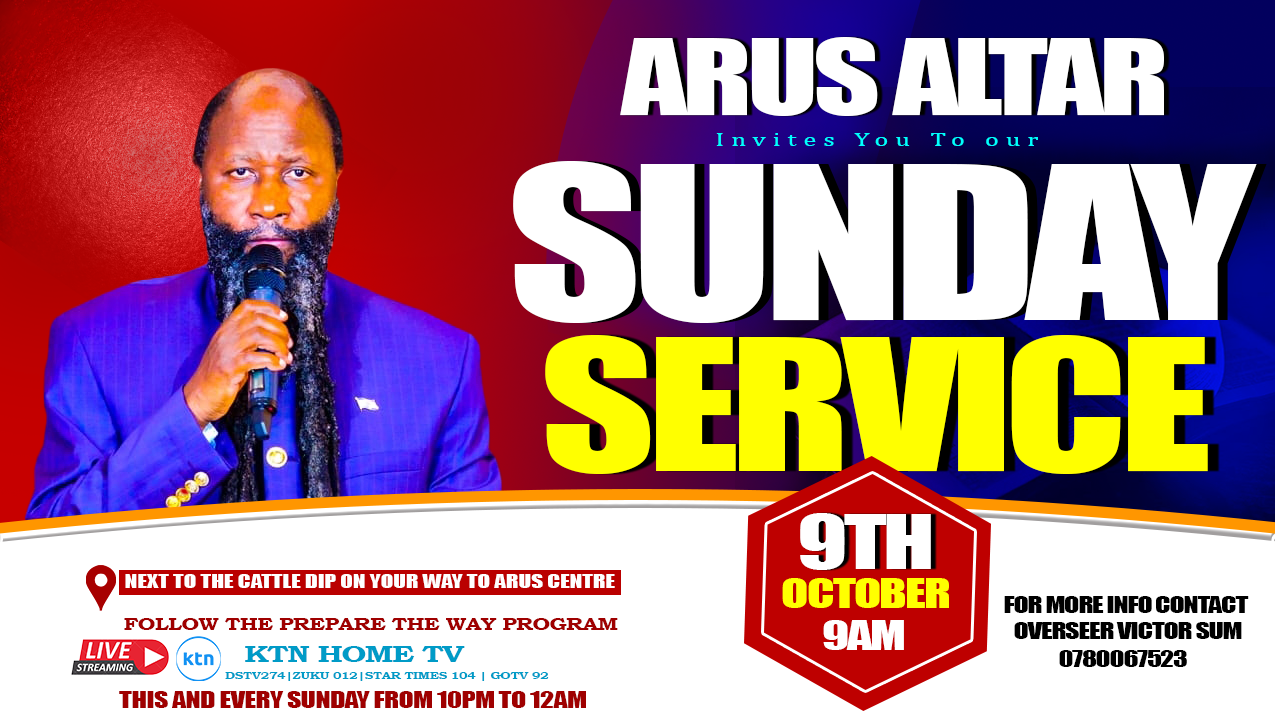 ARUS ALTAR
Invites You To our
SUNDAY
SERVICE
9TH
OCTOBER
9AM
NEXT TO THE CATTLE DIP ON YOUR WAY TO ARUS CENTRE
FOLLOW THE PREPARE THE WAY PROGRAM
LIVE
STREAMING
ktn
KTN HOME TV
DSTV274|ZUKU 012|STAR TIMES 104 | GOTV 92
THIS AND EVERY SUNDAY FROM 10PM TO 12AM
FOR MORE INFO CONTACT
OVERSEER VICTOR SUM
0780067523